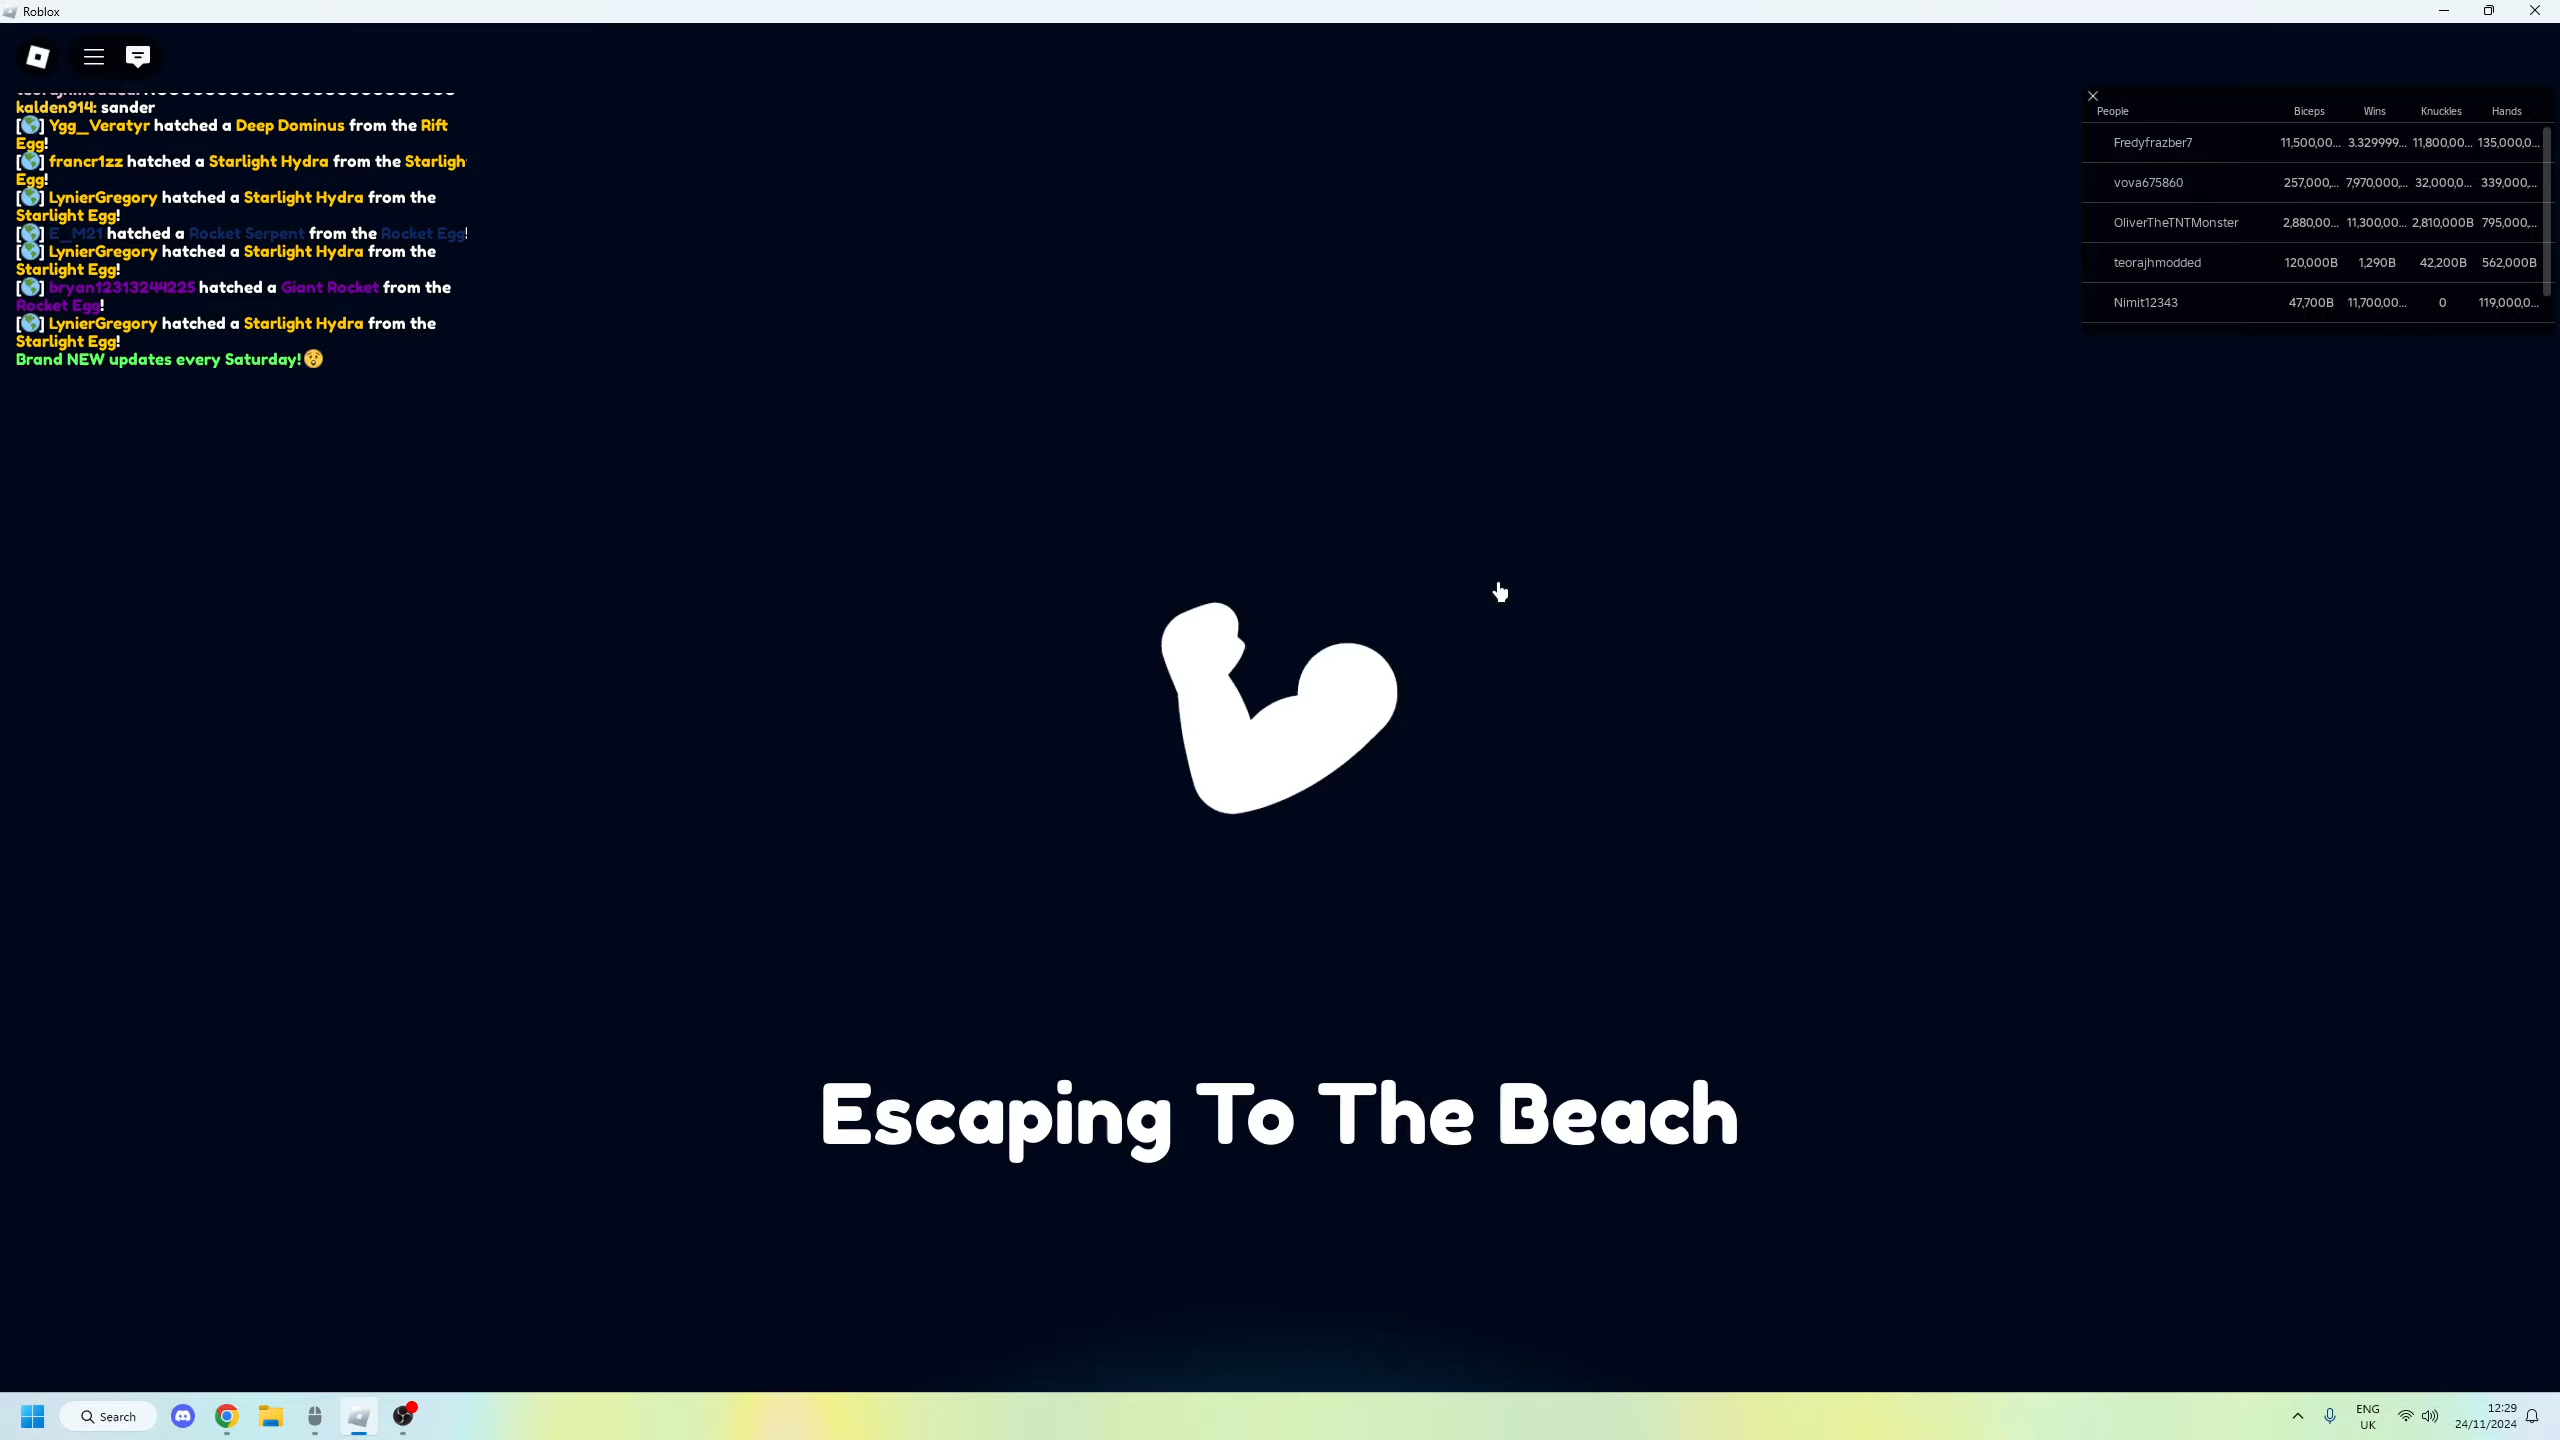 Roblox
kalden914: sander
[🌎] Ygg_Veratyr hatched a Deep Dominus from the Rift
Egg!
[🌎] francr1zz hatched a Starlight Hydra from the Starligh
Egg!
[🌎] LynierGregory hatched a Starlight Hydra from the
Starlight Egg!
[🌎] E_M21 hatched a Rocket Serpent from the Rocket Egg!
[🌎] LynierGregory hatched a Starlight Hydra from the
Starlight Egg!
[🌎] bryan12313244225 hatched a Giant Rocket from the
Rocket Egg!
[🌎] LynierGregory hatched a Starlight Hydra from the
Starlight Egg!
Brand NEW updates every Saturday!😲
People Biceps Wins Knuckles Hands
Fredyfrazber7 11,500,00... 3.329999... 11,800,00... 135,000,0...
vova675860 257,000,... 7,970,000,... 32,000,0... 339,000,...
OliverTheTNTMonster 2,880,00... 11,300,00... 2,810,000B 795,000,...
teorajhmodded 120,000B 1,290B 42,200B 562,000B
Nimit12343 47,700B 11,700,00... 0 119,000,0...
Escaping To The Beach
Search
ENG
UK
12:29
24/11/2024